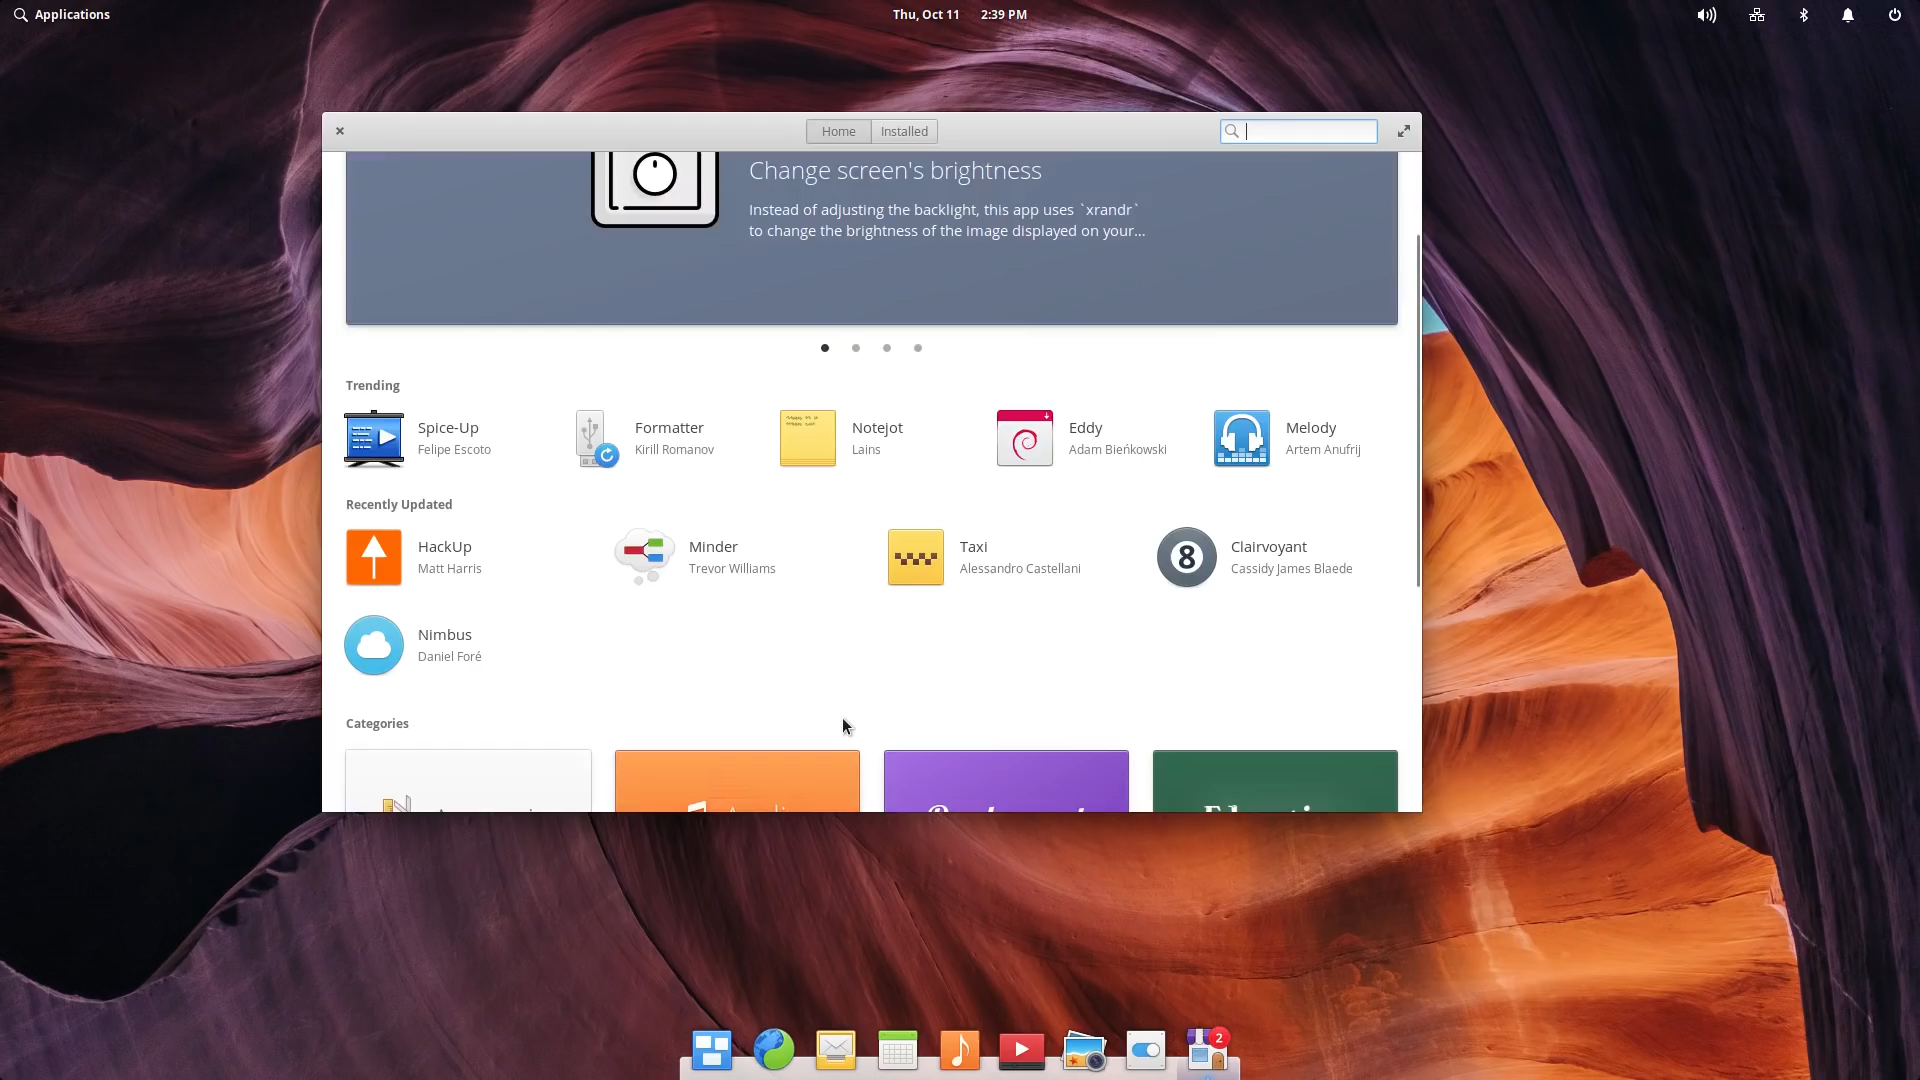 Applications
Thu, Oct 11 2:39 PM
Home
Installed
Change screen's brightness
Instead of adjusting the backlight, this app uses `xrandr`
to change the brightness of the image displayed on your...
Trending
Spice-Up
Felipe Escoto
Formatter
Kirill Romanov
Notejot
Lains
Eddy
Adam Bieńkowski
Melody
Artem Anufrij
Recently Updated
HackUp
Matt Harris
Minder
Trevor Williams
Taxi
Alessandro Castellani
8
Clairvoyant
Cassidy James Blaede
Nimbus
Daniel Foré
Categories
2